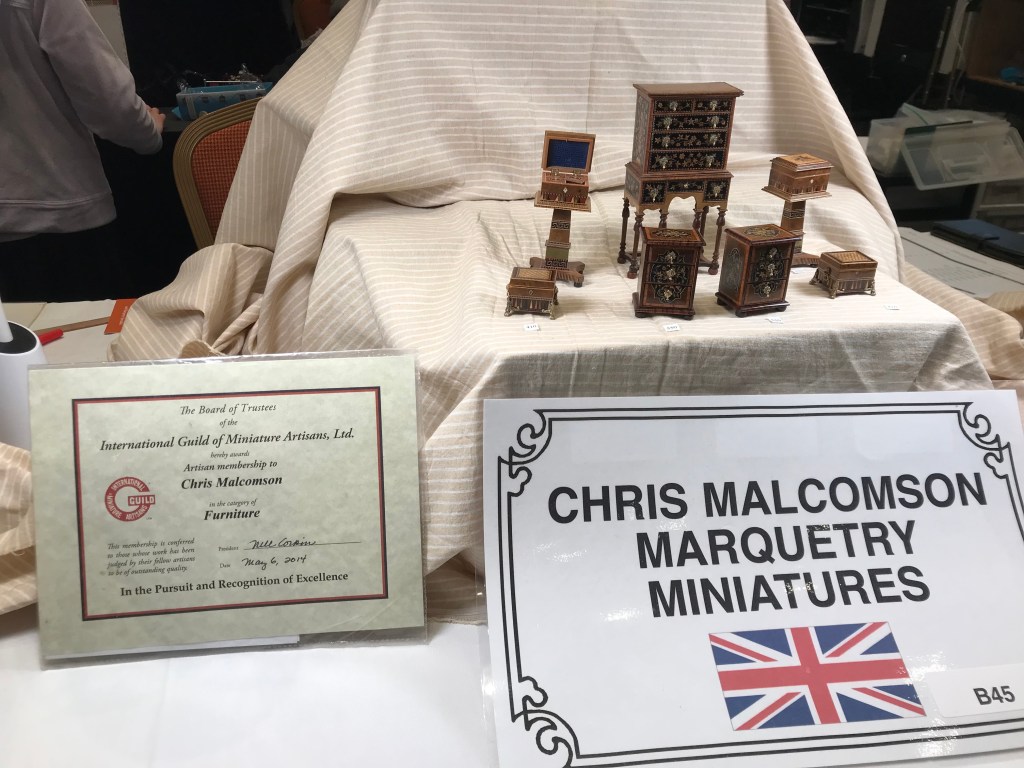 The Board of Trustees
of the
International Guild of Miniature Artisans, Ltd.
hereby awards
Artisan membership to
Chris Malcomson
in the category of
Furniture
INTERNATIONAL
GUILD
MINIATURE ARTISANS
This membership is conferred
to those whose work has been
judged by their fellow artisans
to be of outstanding quality.
President
Date May 6, 2014
In the Pursuit and Recognition of Excellence
CHRIS MALCOMSON
MARQUETRY
MINIATURES
B45